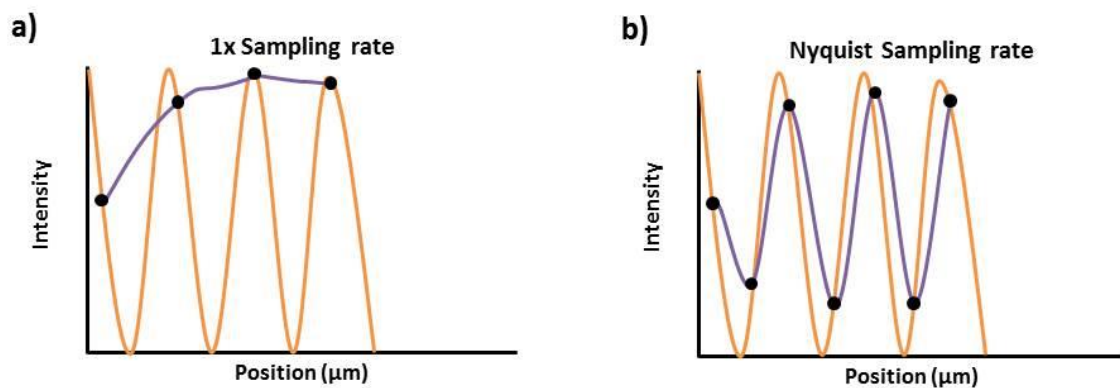 a)
1x Sampling rate
Intensity
Position (µm)
b)
Nyquist Sampling rate
Intensity
Position (µm)